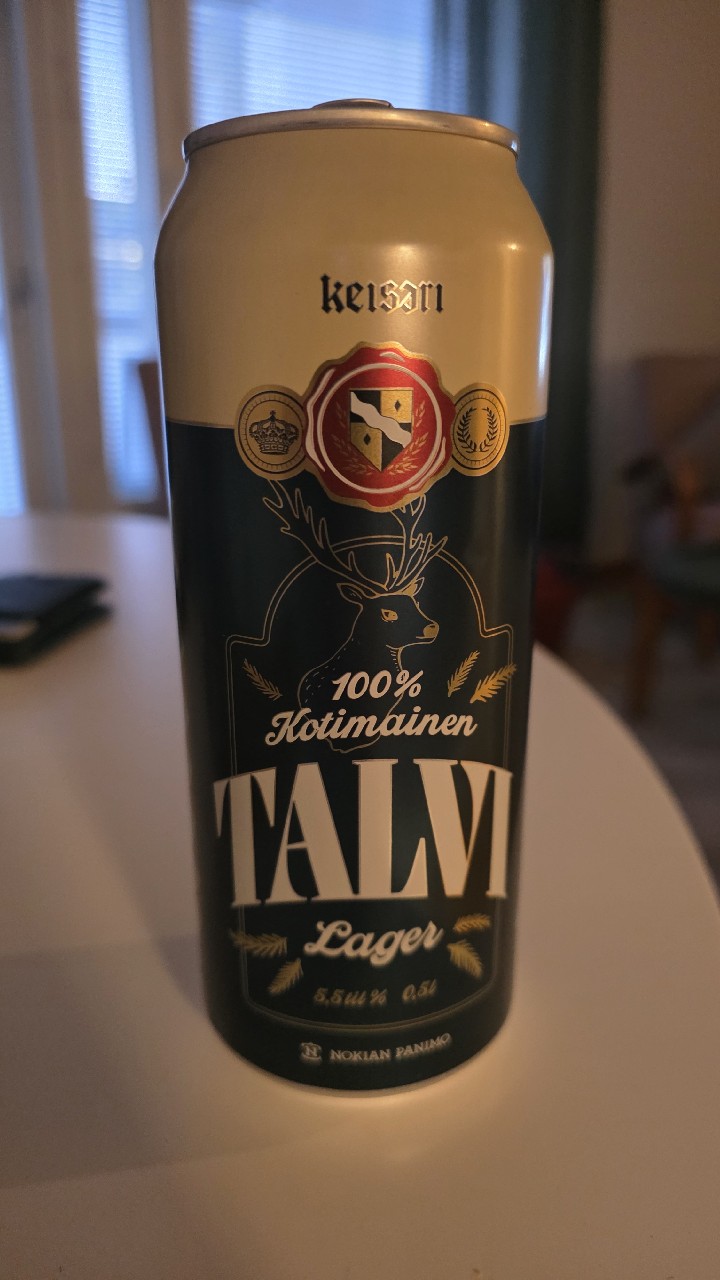 keisari
100%
Kotimainen
TALVI
Lager
5,5 til % 0,5l
NOKIAN PANIMO